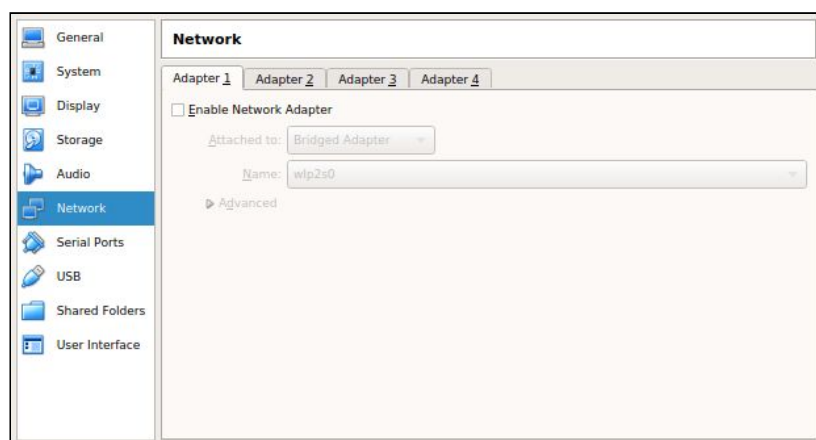 General
System
Display
Storage
Audio
Network
Serial Ports
USB
Shared Folders
User Interface
Network
Adapter 1 Adapter 2 Adapter 3 Adapter 4
Enable Network Adapter
Attached to: Bridged Adapter
Name: wlp2s0
Advanced